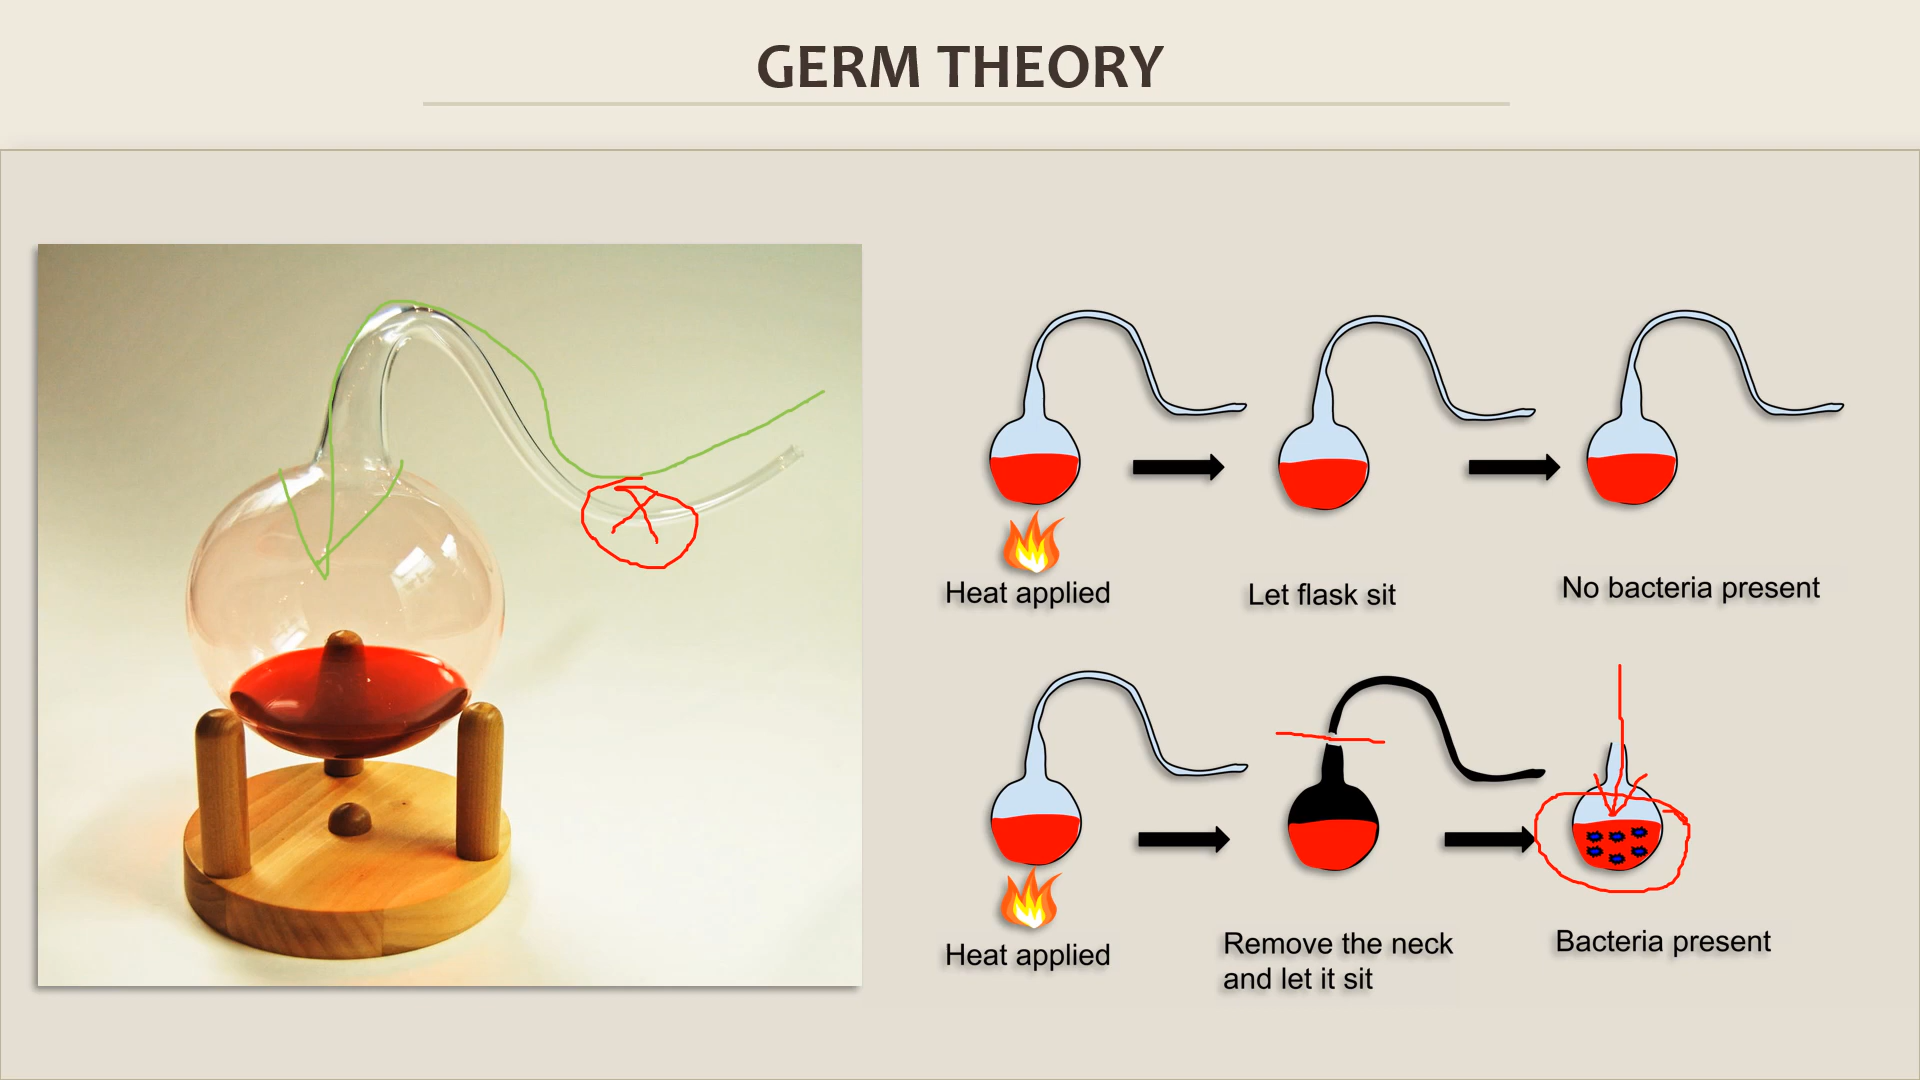 GERM THEORY
Heat applied
Let flask sit
No bacteria present
Heat applied
Remove the neck
and let it sit
Bacteria present